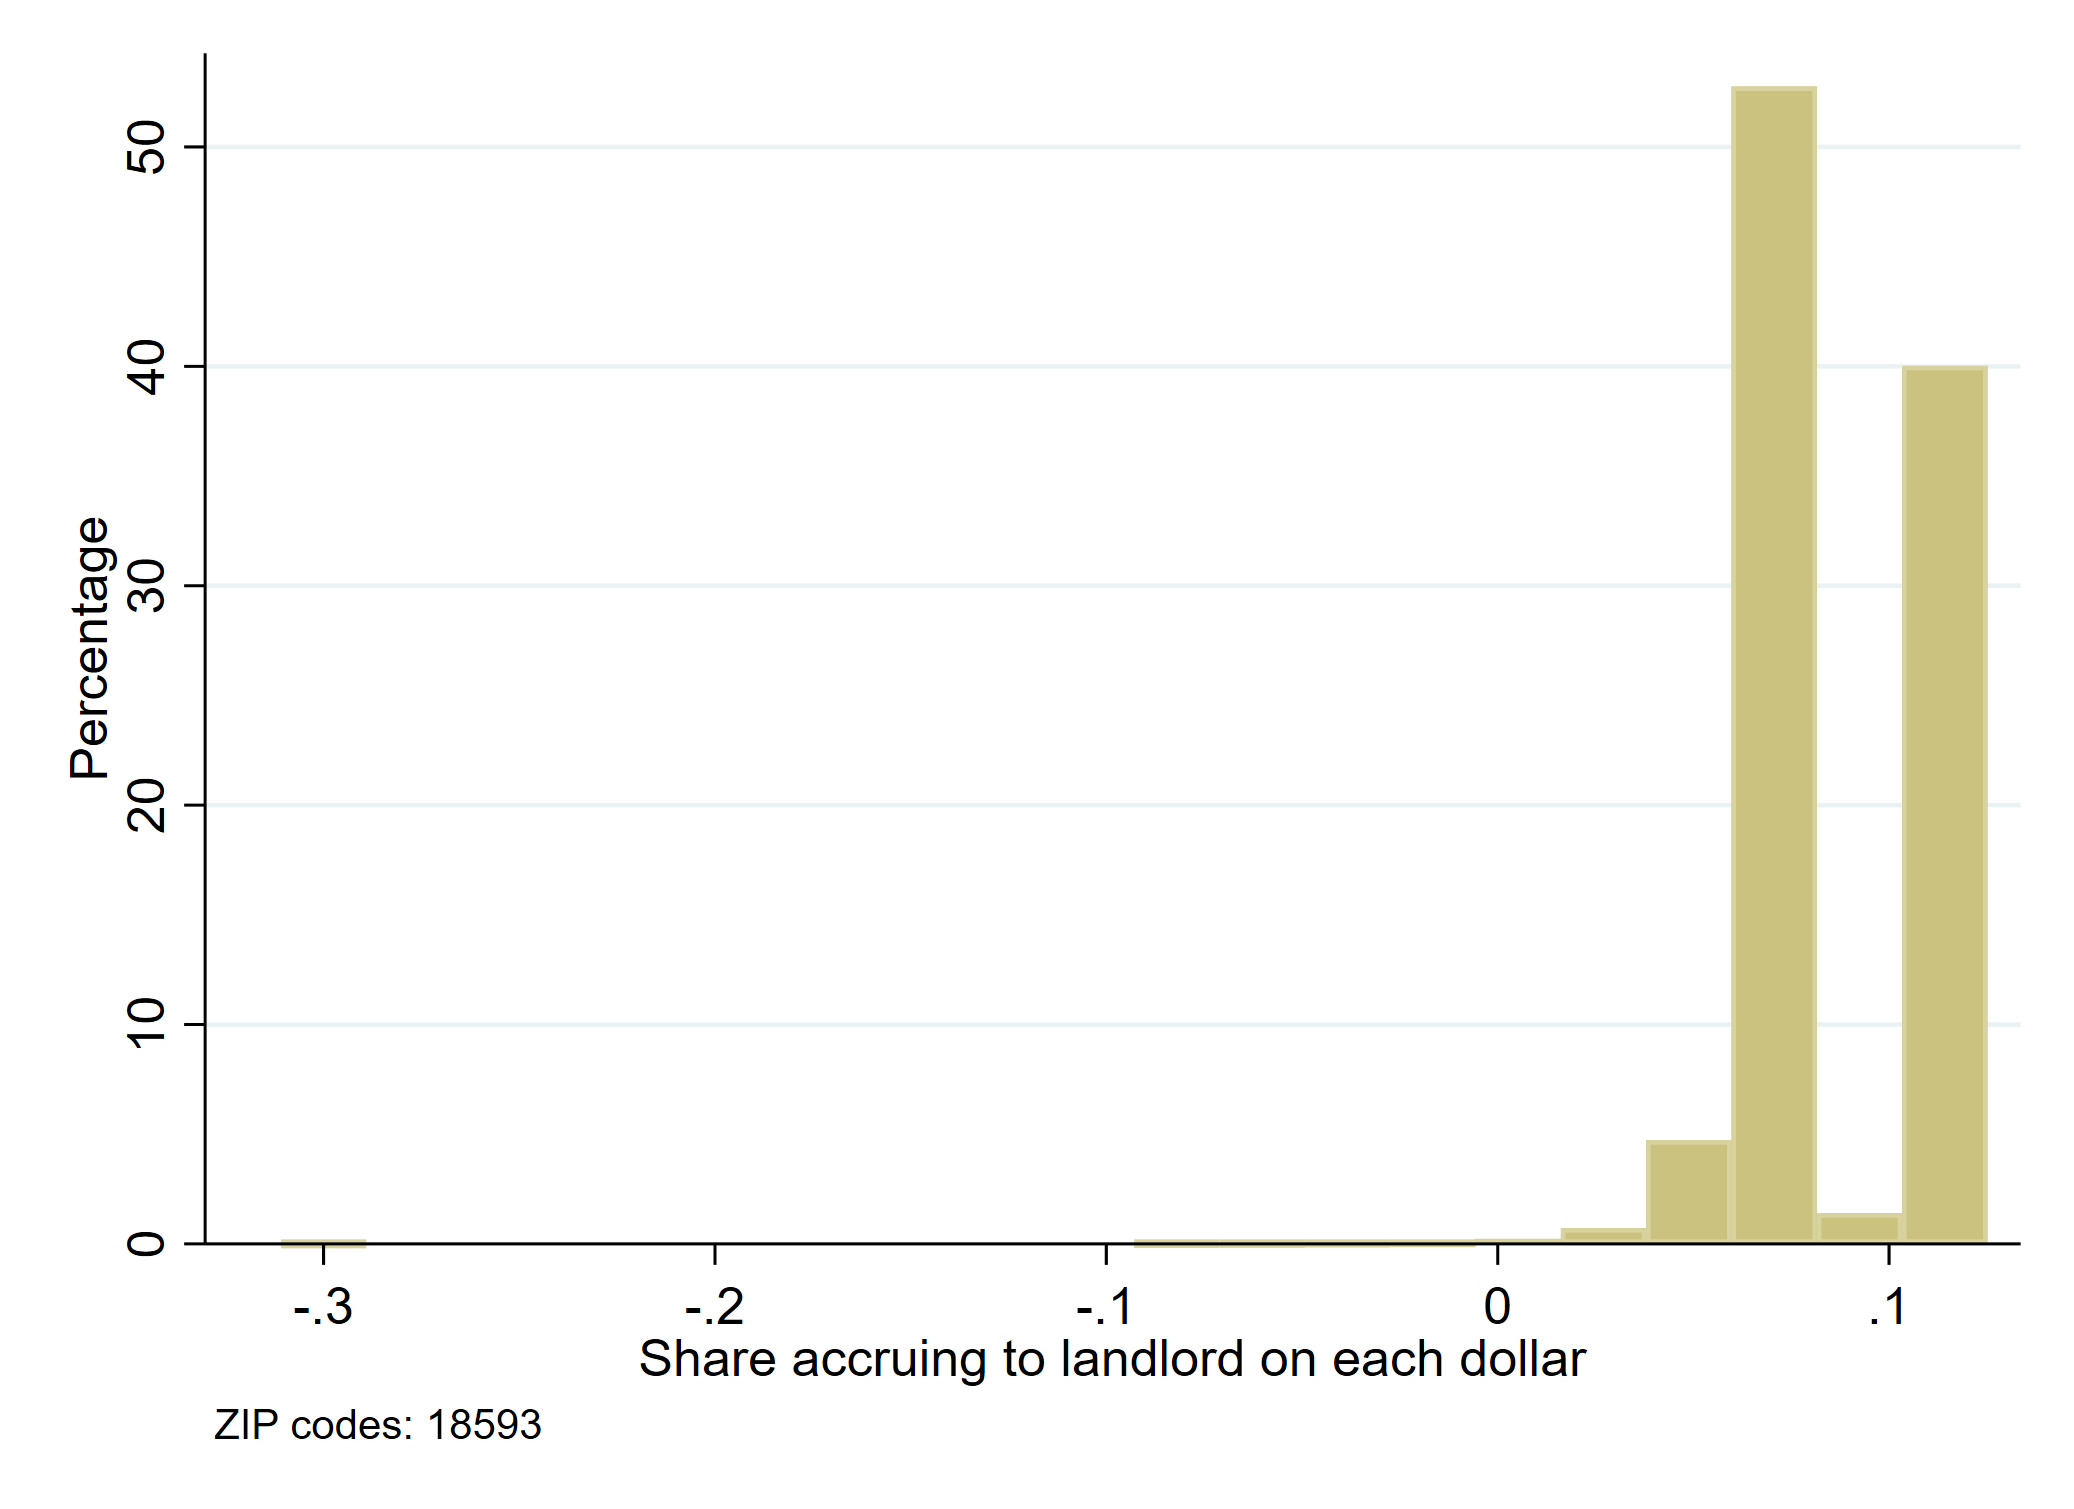 Percentage
50
40
30
20
10
0
-.3 -.2 -.1 0 .1
Share accruing to landlord on each dollar
ZIP codes: 18593